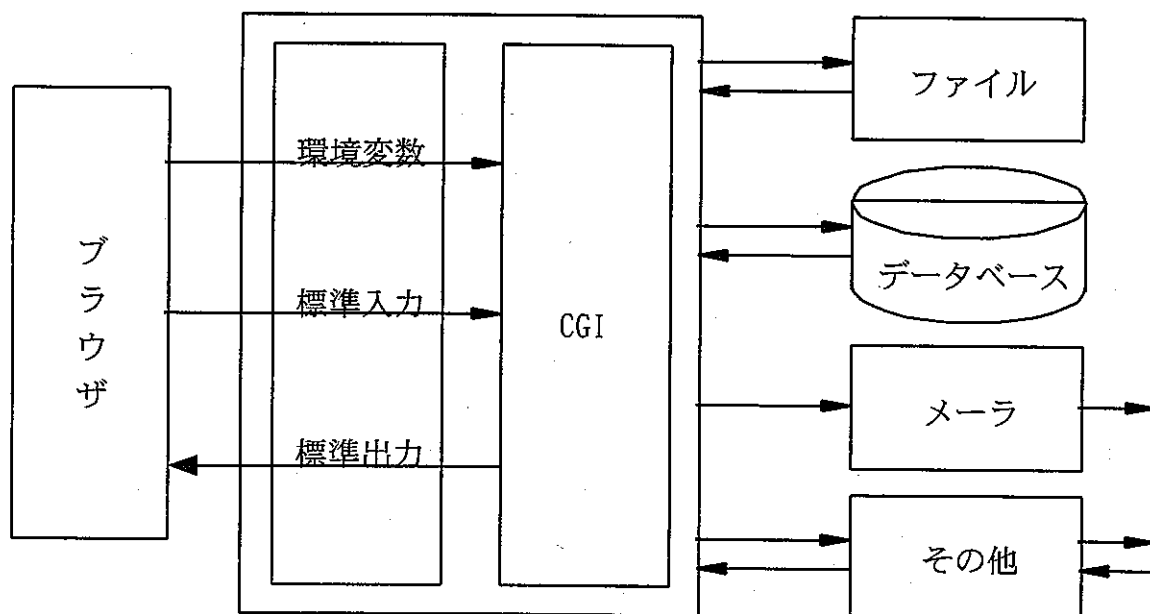 ブラウザ
環境変数
標準入力
標準出力
CGI
ファイル
データベース
メーラ
その他